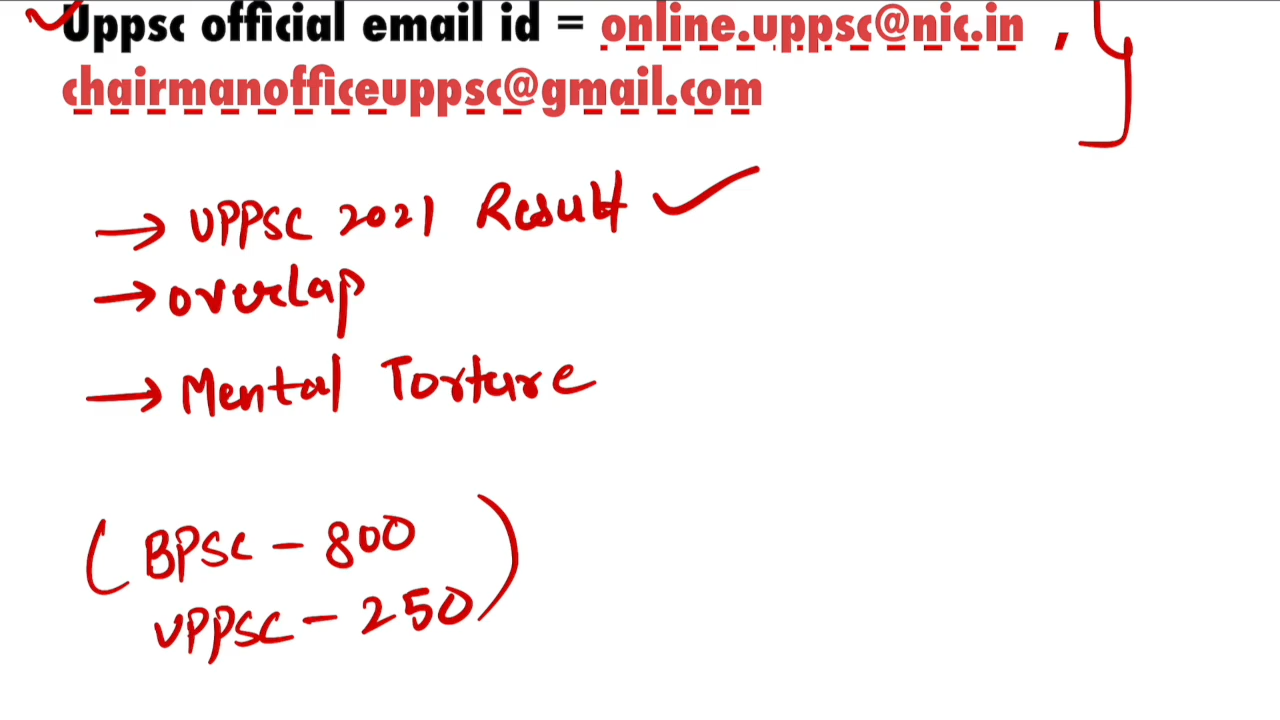 Uppsc official email id = online.uppsc@nic.in ,
chairmanofficeuppsc@gmail.com
→ UPPSC 2021 Result ✓
→ overlap
→ Mental Torture
( BPSC - 800
UPPSC - 250 )